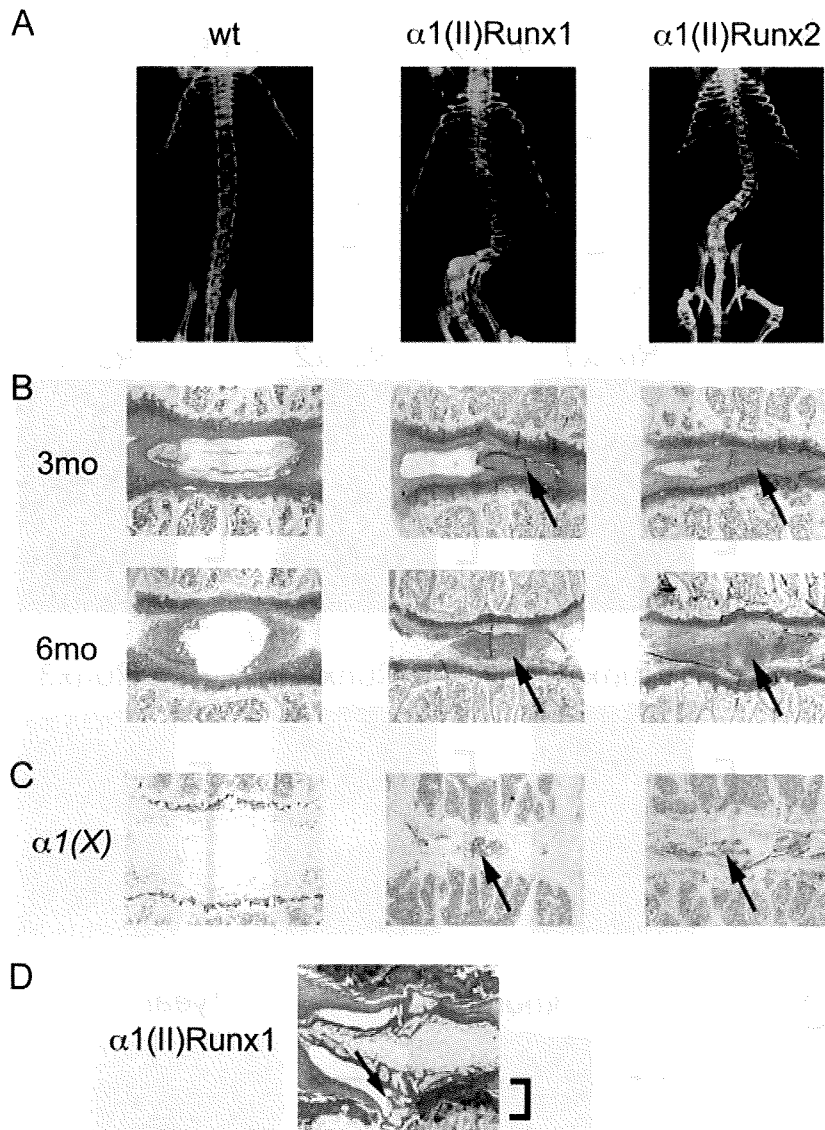 A
wt α1(II)Runx1 α1(II)Runx2
B
3mo
6mo
C
α1(X)
D
α1(II)Runx1